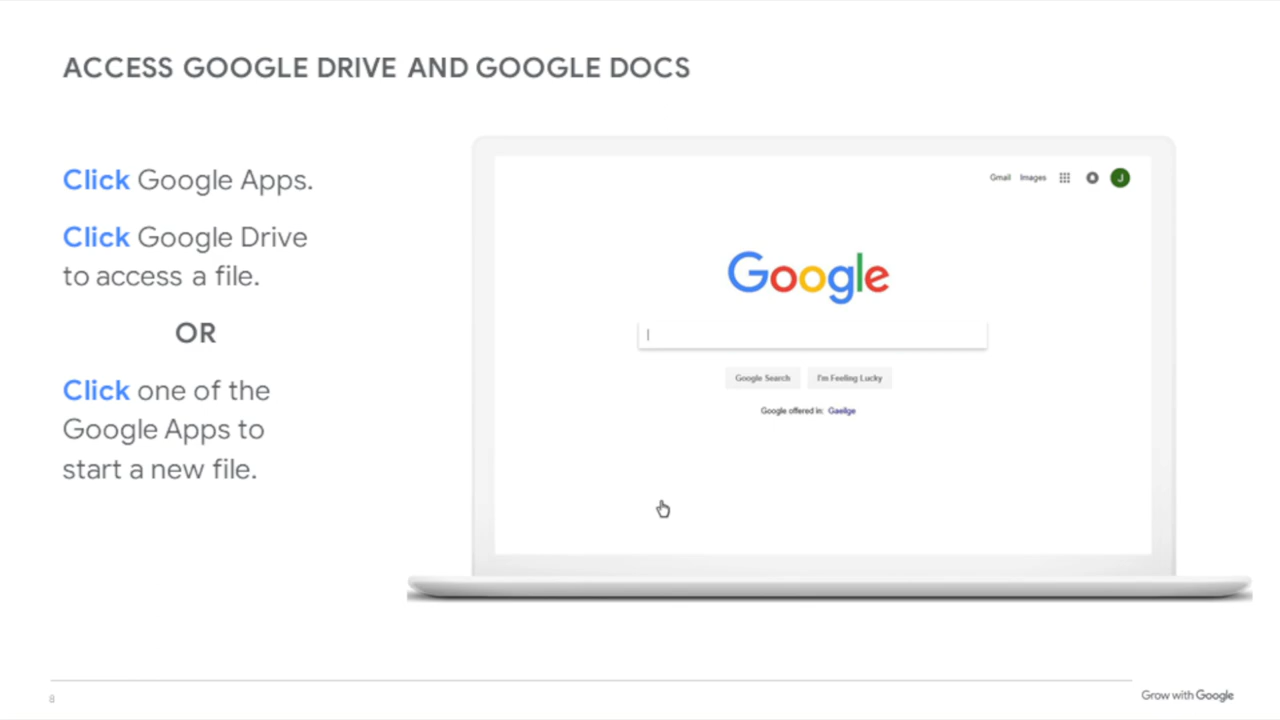 ACCESS GOOGLE DRIVE AND GOOGLE DOCS
Click Google Apps.
Click Google Drive
to access a file.
OR
Click one of the
Google Apps to
start a new file.
Gmail Images J
Google
Google Search I'm Feeling Lucky
Google offered in: Gaeilge
8
Grow with Google